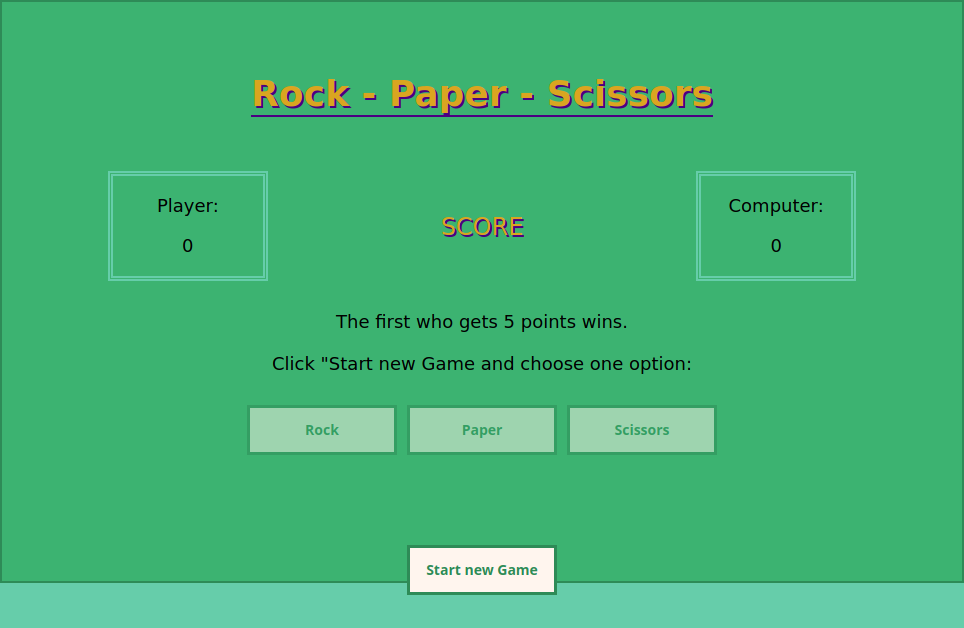 Rock - Paper - Scissors
Player:
0
SCORE
Computer:
0
The first who gets 5 points wins.
Click "Start new Game and choose one option:
Rock
Paper
Scissors
Start new Game